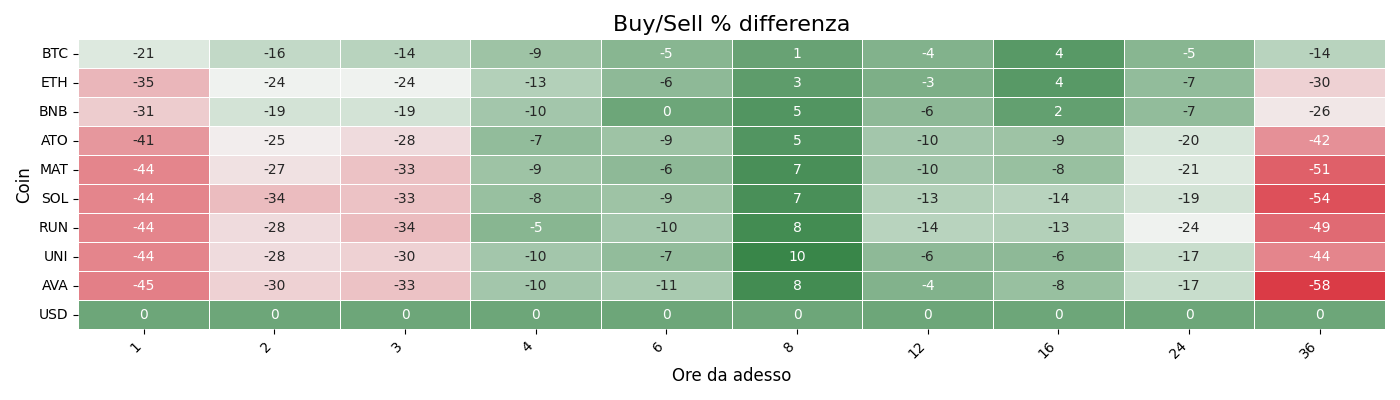 Buy/Sell % differenza
Coin
BTC -21 -16 -14 -9 -5 1 -4 4 -5 -14
ETH -35 -24 -24 -13 -6 3 -3 4 -7 -30
BNB -31 -19 -19 -10 0 5 -6 2 -7 -26
ATO -41 -25 -28 -7 -9 5 -10 -9 -20 -42
MAT -44 -27 -33 -9 -6 7 -10 -8 -21 -51
SOL -44 -34 -33 -8 -9 7 -13 -14 -19 -54
RUN -44 -28 -34 -5 -10 8 -14 -13 -24 -49
UNI -44 -28 -30 -10 -7 10 -6 -6 -17 -44
AVA -45 -30 -33 -10 -11 8 -4 -8 -17 -58
USD 0 0 0 0 0 0 0 0 0 0
1 2 3 4 6 8 12 16 24 36
Ore da adesso